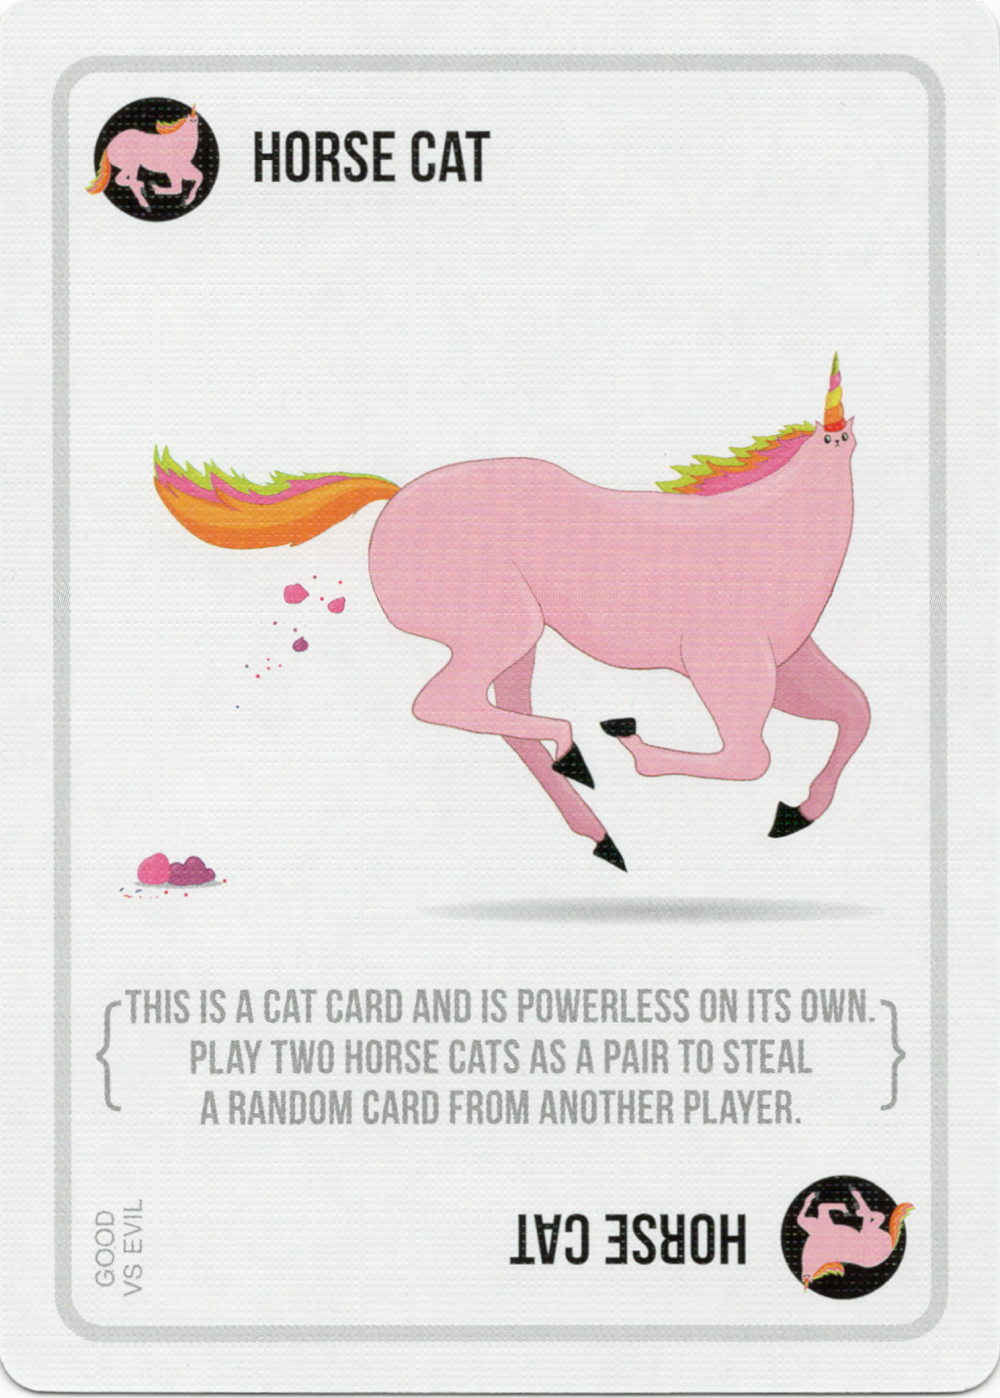 HORSE CAT
THIS IS A CAT CARD AND IS POWERLESS ON ITS OWN.
PLAY TWO HORSE CATS AS A PAIR TO STEAL
A RANDOM CARD FROM ANOTHER PLAYER.
GOOD
VS EVIL
HORSE CAT